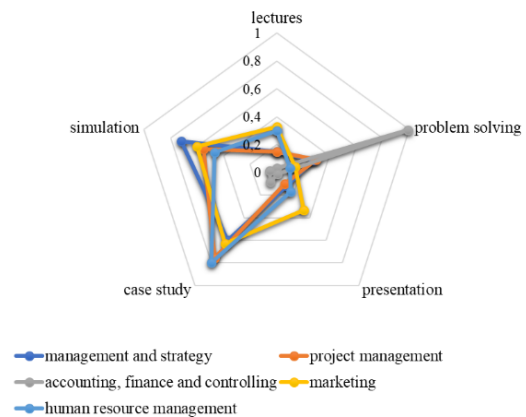 lectures
1
0,8
0,6
0,4
0,2
0
simulation
problem solving
case study
presentation
management and strategy
project management
accounting, finance and controlling
marketing
human resource management